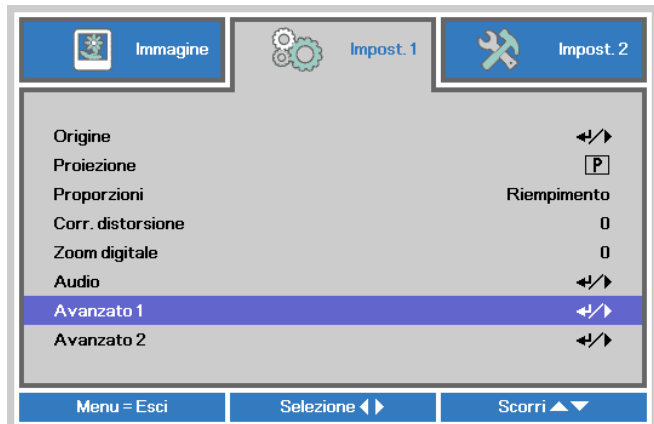 Immagine
Impost. 1
Impost. 2
Origine
Proiezione P
Proporzioni Riempimento
Corr. distorsione 0
Zoom digitale 0
Audio
Avanzato 1
Avanzato 2
Menu = Esci
Selezione
Scorri